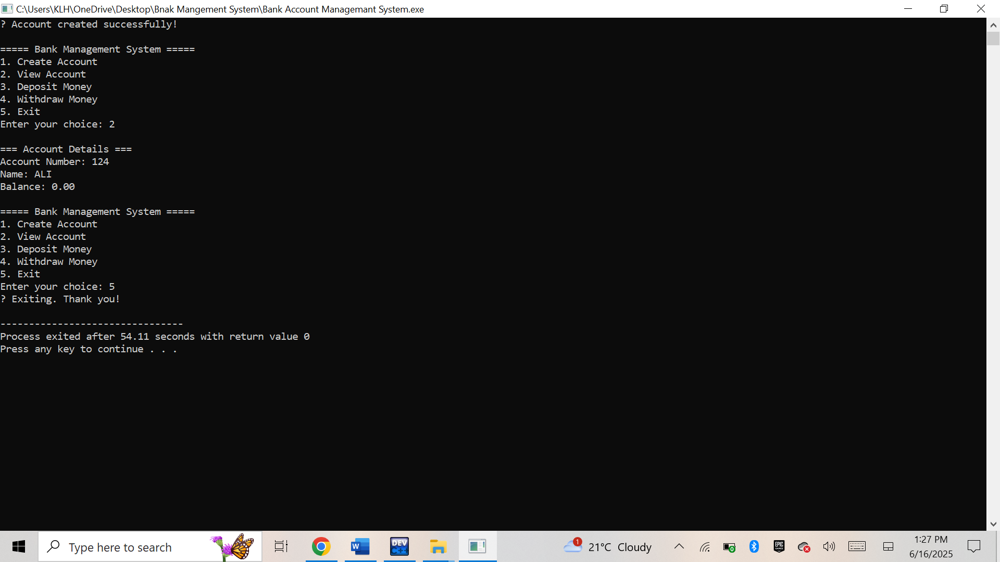 C:\Users\KLH\OneDrive\Desktop\Bnak Mangement System\Bank Account Managemant System.exe
? Account created successfully!
===== Bank Management System =====
1. Create Account
2. View Account
3. Deposit Money
4. Withdraw Money
5. Exit
Enter your choice: 2
=== Account Details ===
Account Number: 124
Name: ALI
Balance: 0.00
===== Bank Management System =====
1. Create Account
2. View Account
3. Deposit Money
4. Withdraw Money
5. Exit
Enter your choice: 5
? Exiting. Thank you!
--------------------------------
Process exited after 54.11 seconds with return value 0
Press any key to continue . . .
Type here to search
W
DEV
C++
1
21°C Cloudy
EPIC
GAMES
1:27 PM
6/16/2025